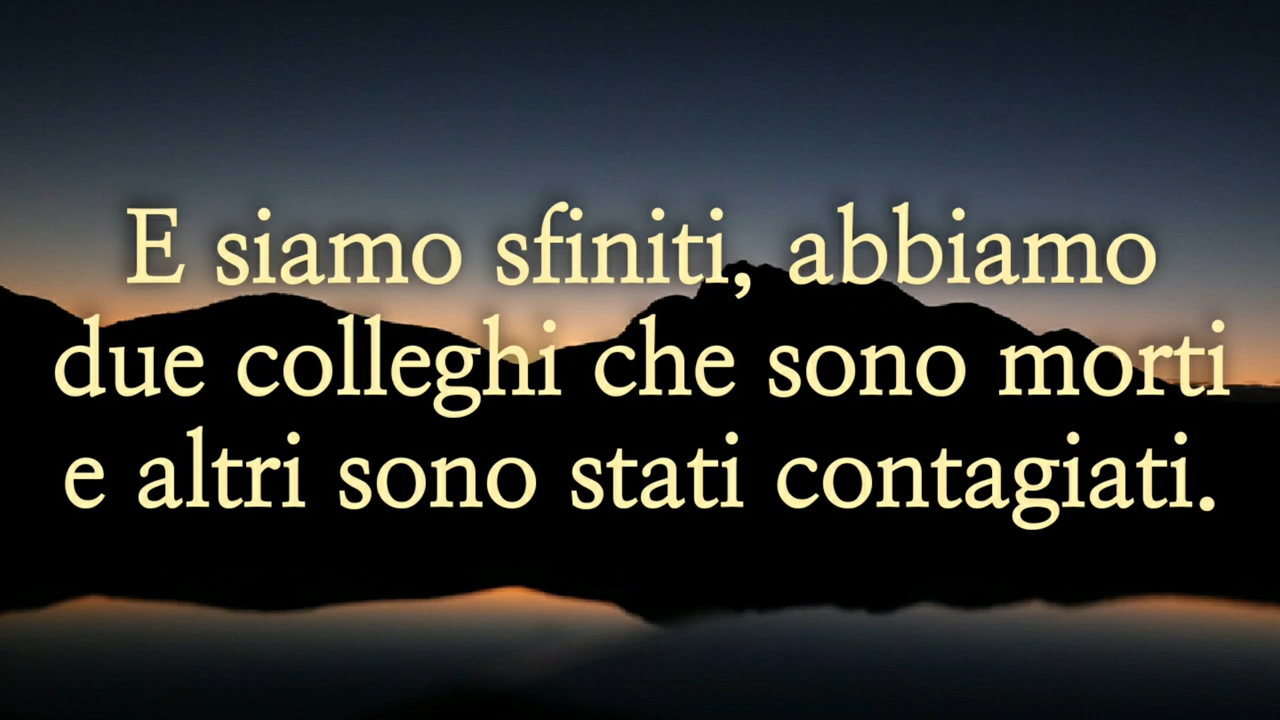 E siamo sfiniti, abbiamo
due colleghi che sono morti
e altri sono stati contagiati.